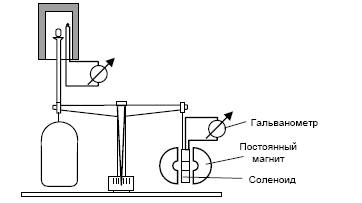 Гальванометр
Постоянный
магнит
Соленоид